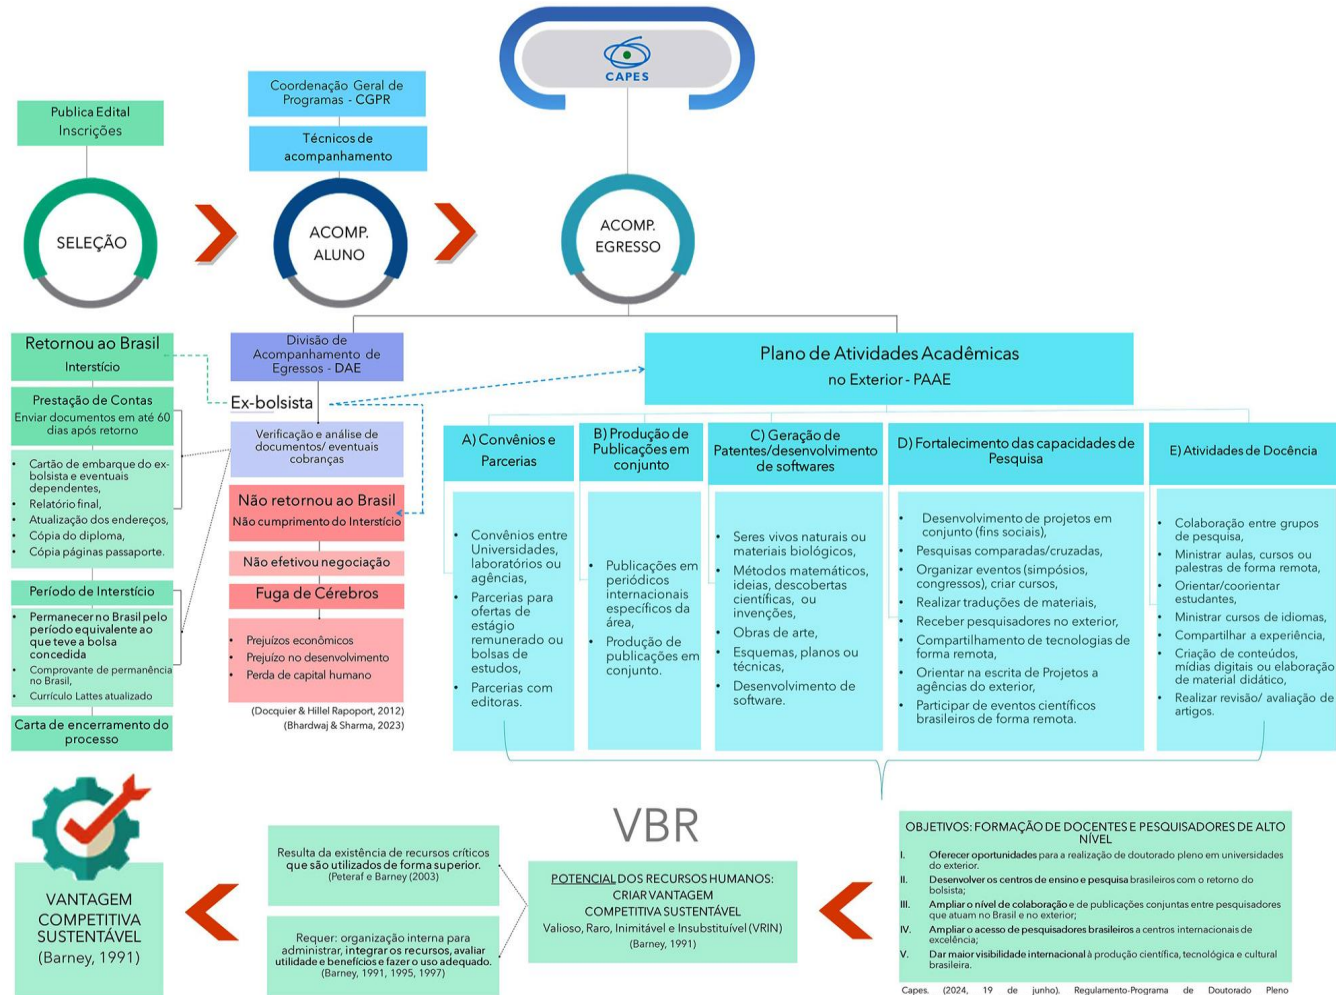 CAPES
Publica Edital
Inscrições
Coordenação Geral de
Programas - CGPR
Técnicos de
acompanhamento
SELEÇÃO
ACOMP.
ALUNO
ACOMP.
EGRESSO
Retornou ao Brasil
Interstício
Prestação de Contas
Enviar documentos em até 60
dias após retorno
• Cartão de embarque do ex-
bolsista e eventuais
dependentes,
• Relatório final,
• Atualização dos endereços,
• Cópia do diploma,
• Cópia páginas passaporte.
Período de Interstício
• Permanecer no Brasil pelo
período equivalente ao
que teve a bolsa
concedida
• Comprovante de permanência
no Brasil,
• Currículo Lattes atualizado
Carta de encerramento do
processo
Divisão de
Acompanhamento de
Egressos - DAE
Ex-bolsista
Verificação e análise de
documentos/ eventuais
cobranças
Não retornou ao Brasil
Não cumprimento do Interstício
Não efetivou negociação
Fuga de Cérebros
• Prejuízos econômicos
• Prejuízo no desenvolvimento
• Perda de capital humano
(Docquier & Hillel Rapoport, 2012)
(Bhardwaj & Sharma, 2023)
Plano de Atividades Acadêmicas
no Exterior - PAAE
A) Convênios e
Parcerias
• Convênios entre
Universidades,
laboratórios ou
agências,
• Parcerias para
ofertas de
estágio
remunerado ou
bolsas de
estudos,
• Parcerias com
editoras.
B) Produção de
Publicações em
conjunto
• Publicações em
periódicos
internacionais
específicos da
área,
• Produção de
publicações em
conjunto.
C) Geração de
Patentes/desenvolvimento
de softwares
• Seres vivos naturais ou
materiais biológicos,
• Métodos matemáticos,
ideias, descobertas
científicas, ou
invenções,
• Obras de arte,
• Esquemas, planos ou
técnicas,
• Desenvolvimento de
software.
D) Fortalecimento das capacidades de
Pesquisa
• Desenvolvimento de projetos em
conjunto (fins sociais),
• Pesquisas comparadas/cruzadas,
• Organizar eventos (simpósios,
congressos), criar cursos,
• Realizar traduções de materiais,
• Receber pesquisadores no exterior,
• Compartilhamento de tecnologias de
forma remota,
• Orientar na escrita de Projetos a
agências do exterior,
• Participar de eventos científicos
brasileiros de forma remota.
E) Atividades de Docência
• Colaboração entre grupos
de pesquisa,
• Ministrar aulas, cursos ou
palestras de forma remota,
• Orientar/coorientar
estudantes,
• Ministrar cursos de idiomas,
• Compartilhar a experiência,
• Criação de conteúdos,
mídias digitais ou elaboração
de material didático,
• Realizar revisão/ avaliação de
artigos.
VANTAGEM
COMPETITIVA
SUSTENTÁVEL
(Barney, 1991)
Resulta da existência de recursos críticos
que são utilizados de forma superior.
(Peteraf e Barney (2003)
Requer: organização interna para
administrar, integrar os recursos, avaliar
utilidade e benefícios e fazer o uso adequado.
(Barney, 1991, 1995, 1997)
VBR
POTENCIAL DOS RECURSOS HUMANOS:
CRIAR VANTAGEM
COMPETITIVA SUSTENTÁVEL
Valioso, Raro, Inimitável e Insubstituível (VRIN)
(Barney, 1991)
OBJETIVOS: FORMAÇÃO DE DOCENTES E PESQUISADORES DE ALTO
NÍVEL
I. Oferecer oportunidades para a realização de doutorado pleno em universidades
do exterior.
II. Desenvolver os centros de ensino e pesquisa brasileiros com o retorno do
bolsista;
III. Ampliar o nível de colaboração e de publicações conjuntas entre pesquisadores
que atuam no Brasil e no exterior;
IV. Ampliar o acesso de pesquisadores brasileiros a centros internacionais de
excelência;
V. Dar maior visibilidade internacional à produção científica, tecnológica e cultural
brasileira.
Capes. (2024, 19 de junho). Regulamento-Programa de Doutorado Pleno